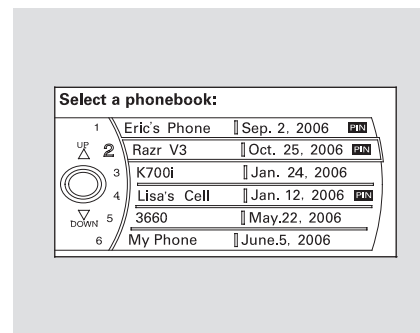 Select a phonebook:
1 Eric's Phone Sep. 2, 2006 PIN
UP 2 Razr V3 Oct. 25, 2006 PIN
3 K700i Jan. 24, 2006
4 Lisa's Cell Jan. 12, 2006 PIN
DOWN 5 3660 May.22, 2006
6 My Phone June.5, 2006